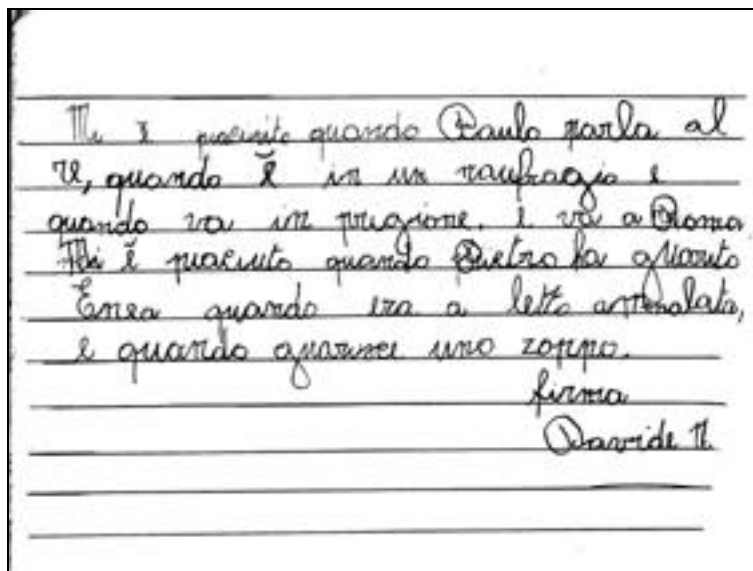 Mi è piaciuto quando Paulo parla al
re, quando è in un naufragio e
quando va in prigione. e va a Roma
Mi è piaciuto quando Pietro ha guarito
Enea quando era a letto ammalato,
e quando guarisce uno zoppo.
firma
Davide N.